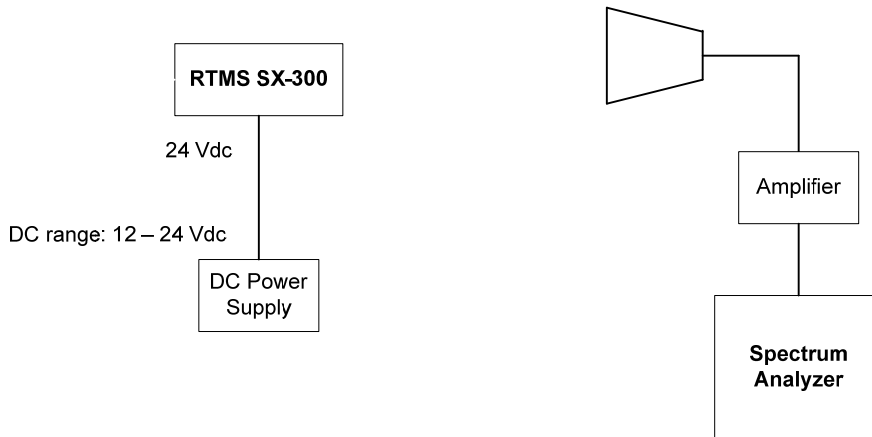 RTMS SX-300
24 Vdc
DC range: 12 – 24 Vdc
DC Power
Supply
Amplifier
Spectrum
Analyzer